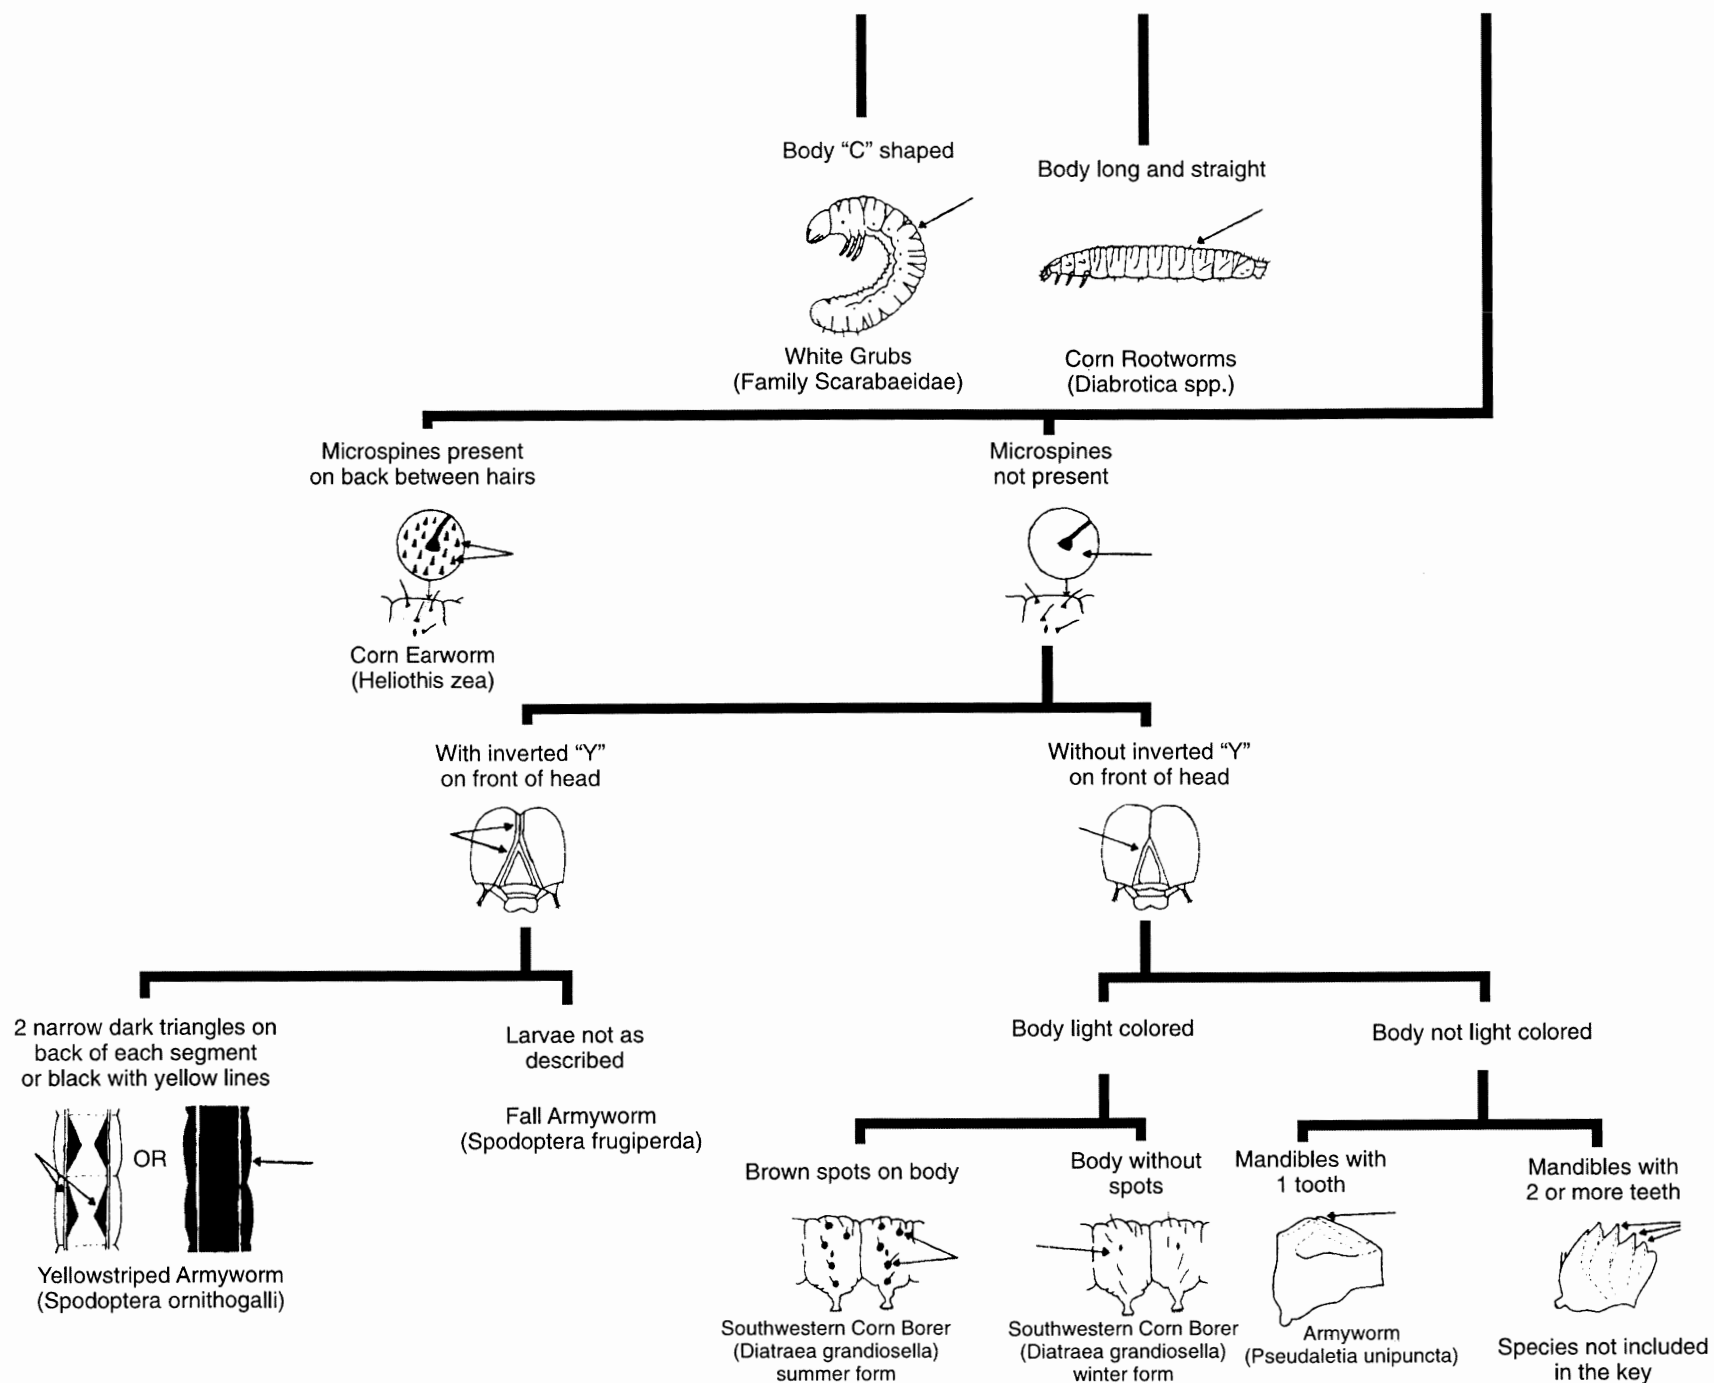 Body “C” shaped
Body long and straight
White Grubs
(Family Scarabaeidae)
Corn Rootworms
(Diabrotica spp.)
Microspines present
on back between hairs
Microspines
not present
Corn Earworm
(Heliothis zea)
With inverted “Y”
on front of head
Without inverted “Y”
on front of head
2 narrow dark triangles on
back of each segment
or black with yellow lines
Larvae not as
described
Fall Armyworm
(Spodoptera frugiperda)
OR
Yellowstriped Armyworm
(Spodoptera ornithogalli)
Body light colored
Body not light colored
Brown spots on body
Body without
spots
Mandibles with
1 tooth
Mandibles with
2 or more teeth
Southwestern Corn Borer
(Diatraea grandiosella)
summer form
Southwestern Corn Borer
(Diatraea grandiosella)
winter form
Armyworm
(Pseudaletia unipuncta)
Species not included
in the key